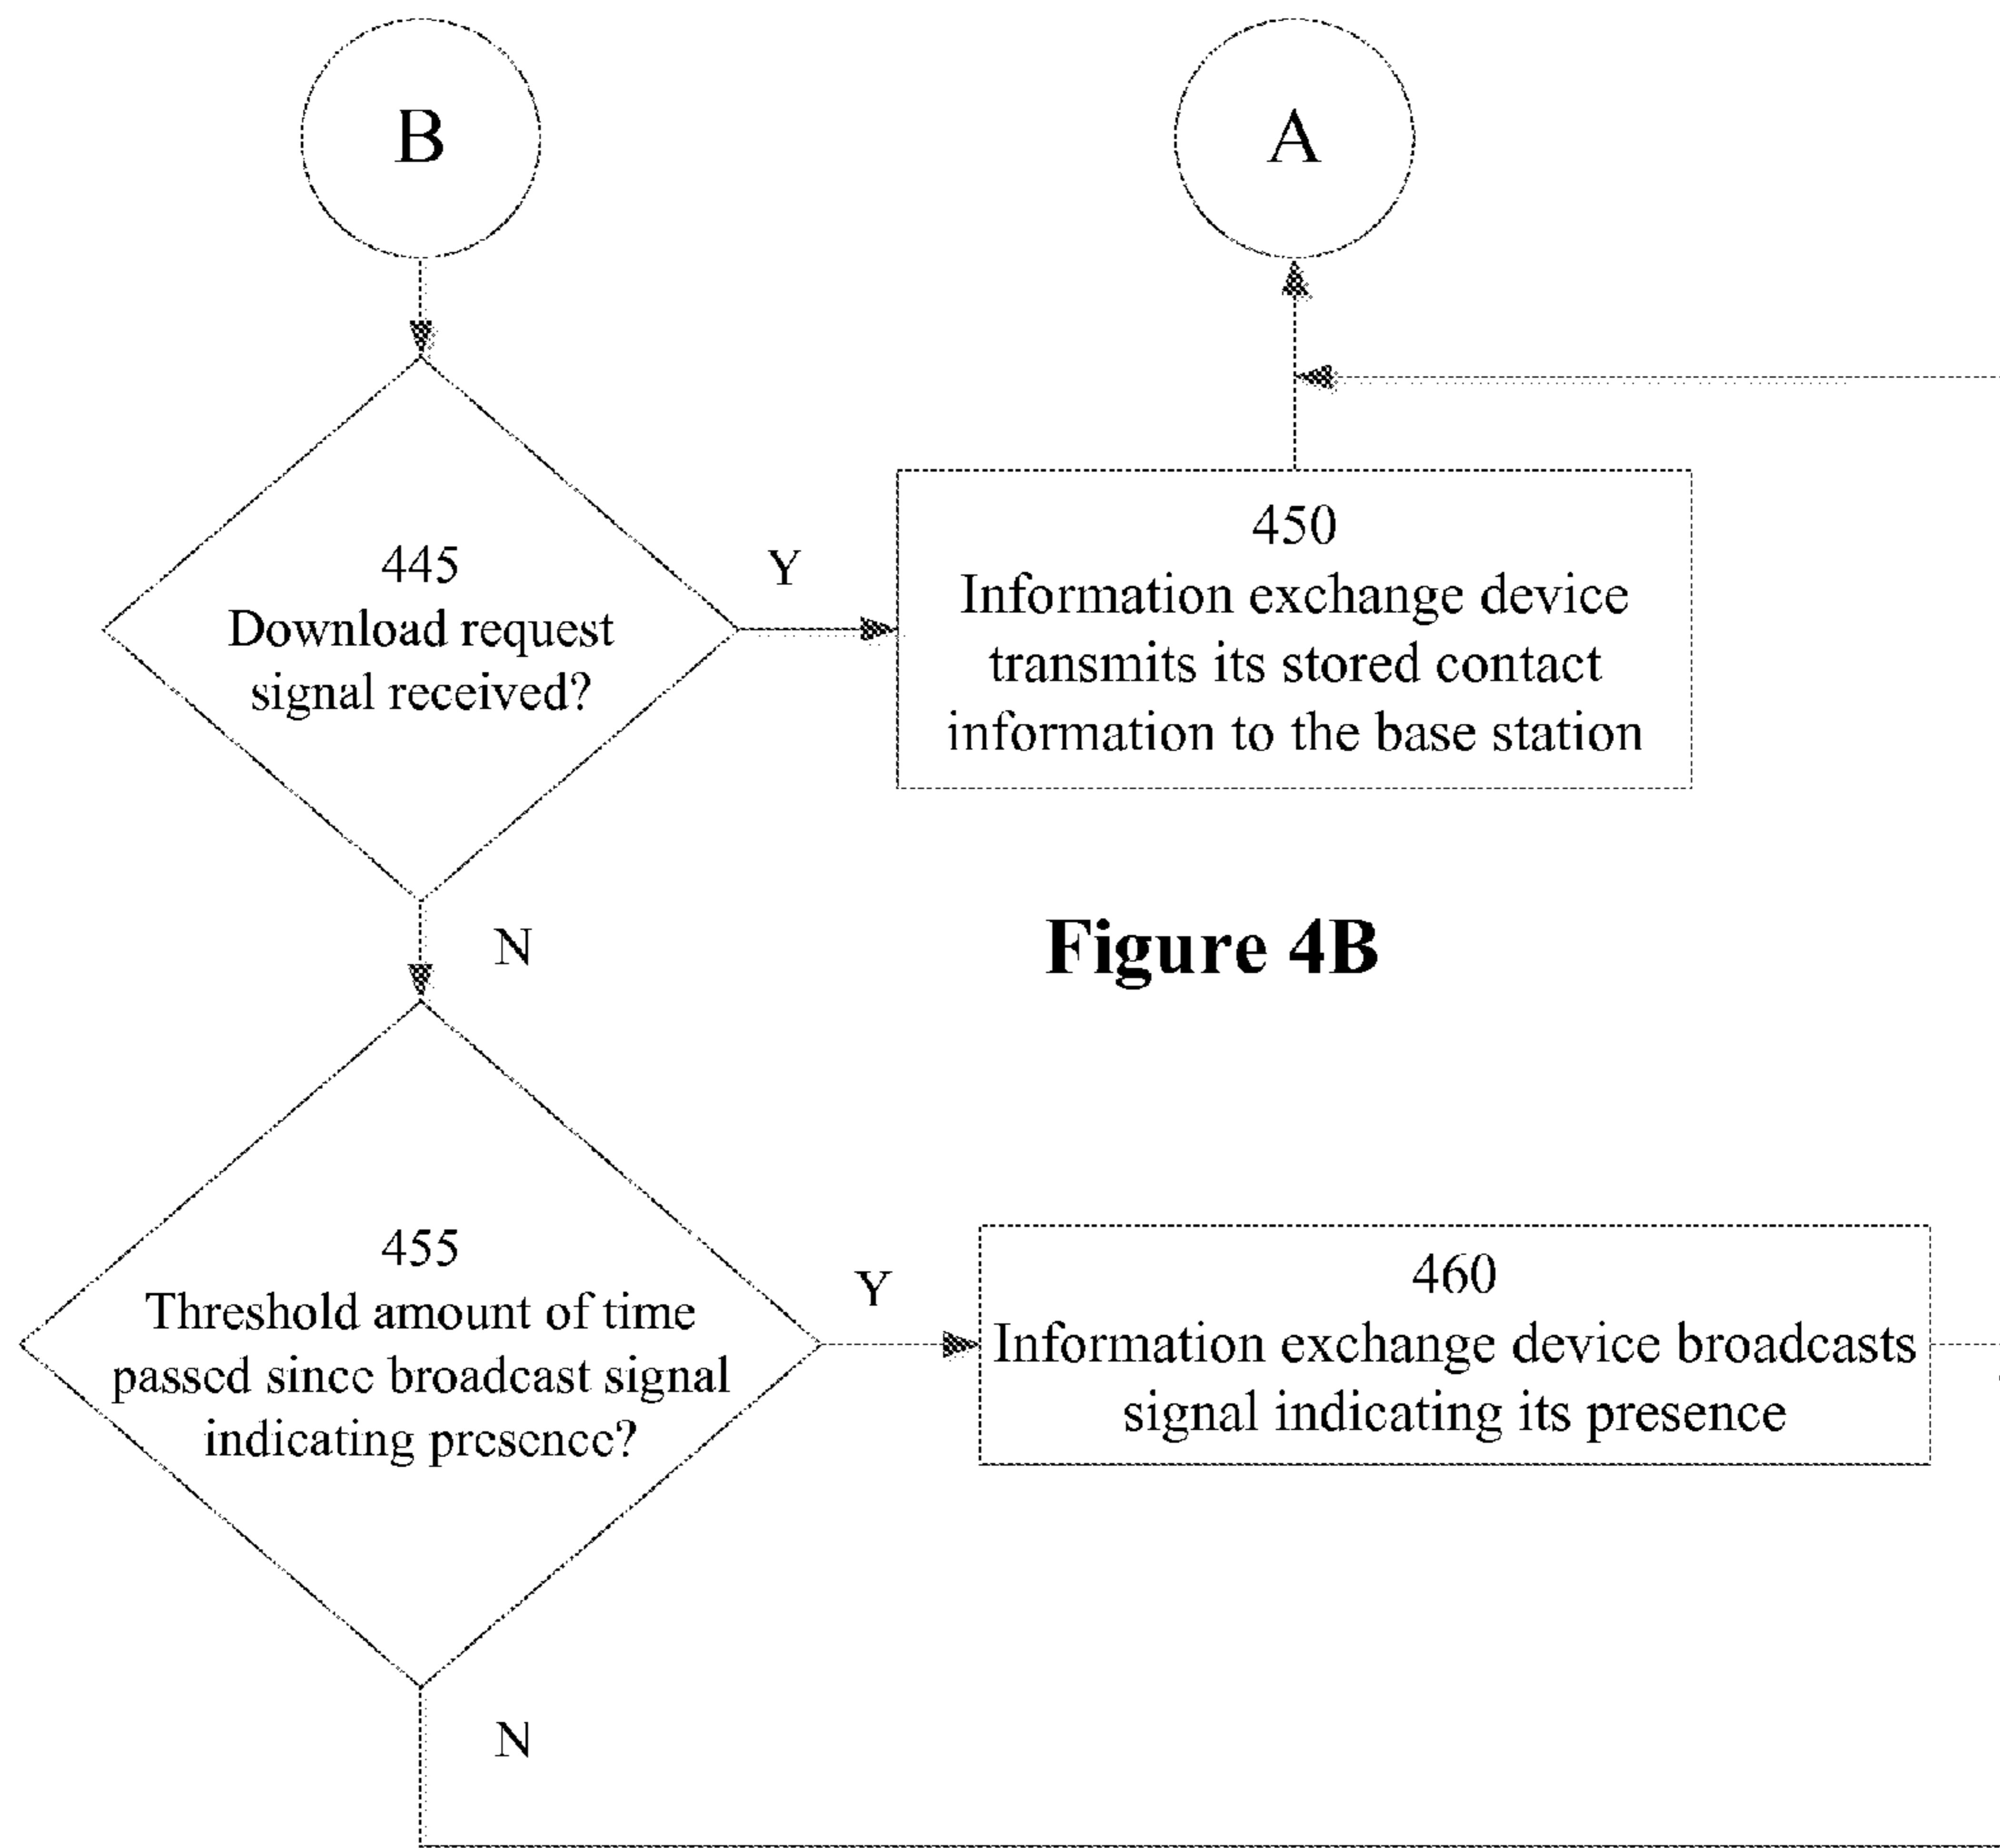 B
A
445
Download request
signal received?
Y
450
Information exchange device
transmits its stored contact
information to the base station
N
Figure 4B
455
Threshold amount of time
passed since broadcast signal
indicating presence?
Y
460
Information exchange device broadcasts
signal indicating its presence
N